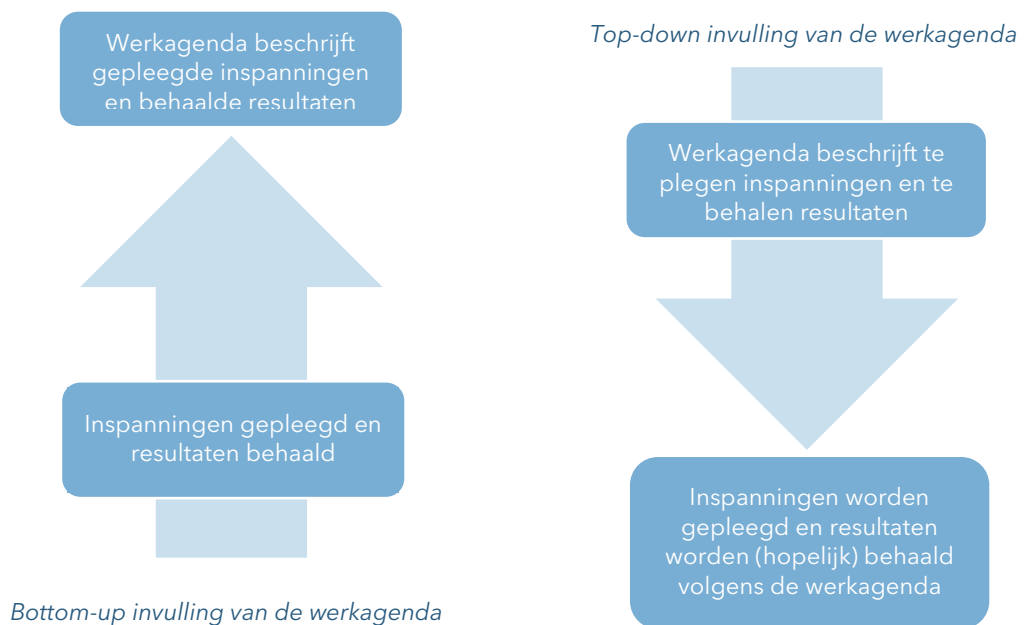 Werkagenda beschrijft
gepleegde inspanningen
en behaalde resultaten
Inspanningen gepleegd en
resultaten behaald
Bottom-up invulling van de werkagenda
Top-down invulling van de werkagenda
Werkagenda beschrijft te
plegen inspanningen en te
behalen resultaten
Inspanningen worden
gepleegd en resultaten
worden (hopelijk) behaald
volgens de werkagenda